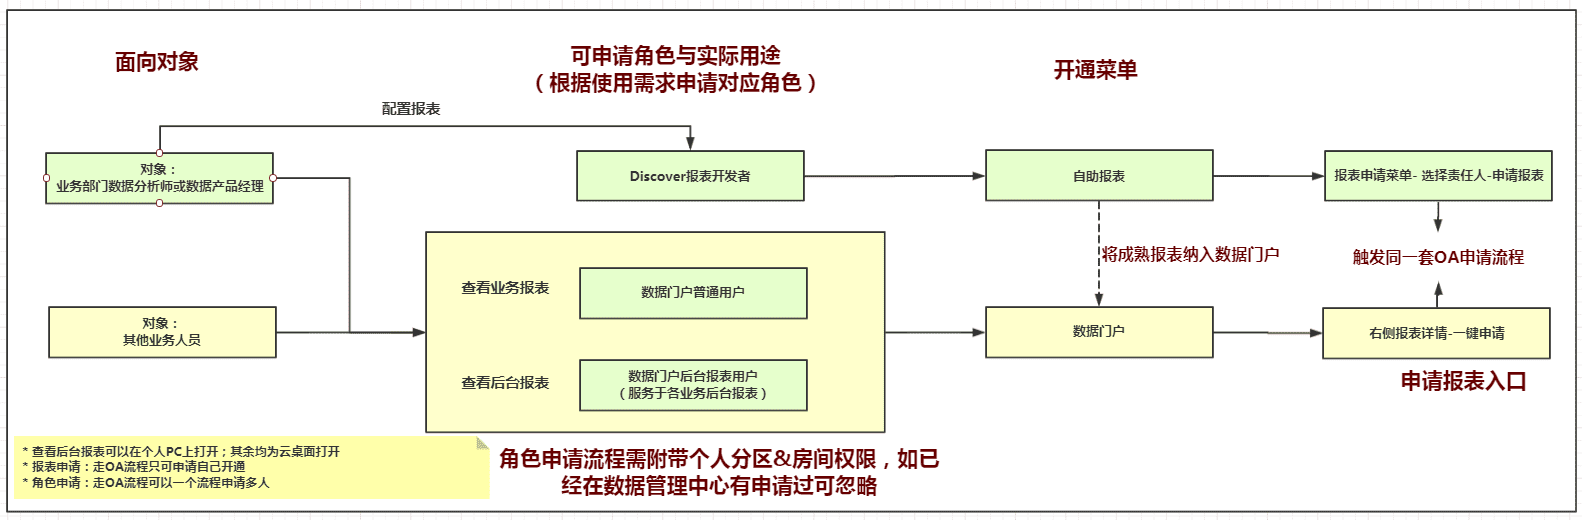 面向对象
可申请角色与实际用途
（根据使用需求申请对应角色）
开通菜单
配置报表
对象：
业务部门数据分析师或数据产品经理
Discover报表开发者
自助报表
报表申请菜单- 选择责任人-申请报表
将成熟报表纳入数据门户
触发同一套OA申请流程
查看业务报表
数据门户普通用户
对象：
其他业务人员
数据门户
右侧报表详情-一键申请
查看后台报表
数据门户后台报表用户
（服务于各业务后台报表）
申请报表入口
* 查看后台报表可以在个人PC上打开；其余均为云桌面打开
* 报表申请：走OA流程只可申请自己开通
* 角色申请：走OA流程可以一个流程申请多人
角色申请流程需附带个人分区&房间权限，如已
经在数据管理中心有申请过可忽略